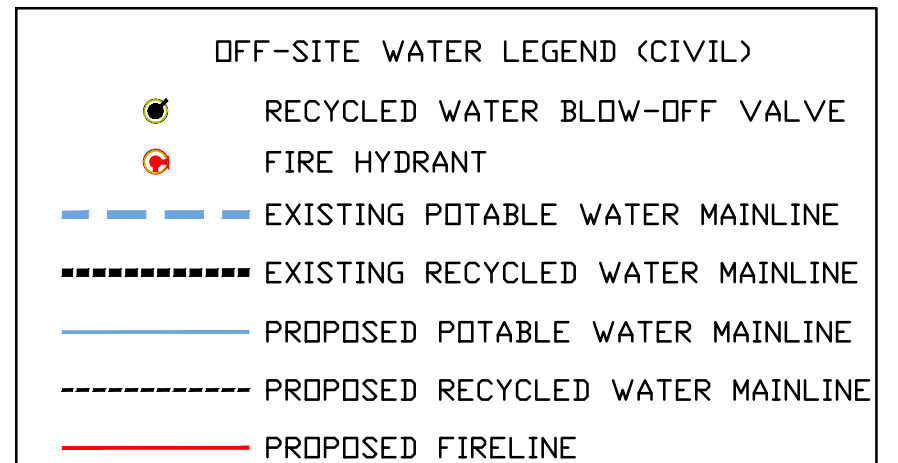 OFF-SITE WATER LEGEND (CIVIL)
RECYCLED WATER BLOW-OFF VALVE
FIRE HYDRANT
EXISTING POTABLE WATER MAINLINE
EXISTING RECYCLED WATER MAINLINE
PROPOSED POTABLE WATER MAINLINE
PROPOSED RECYCLED WATER MAINLINE
PROPOSED FIRELINE